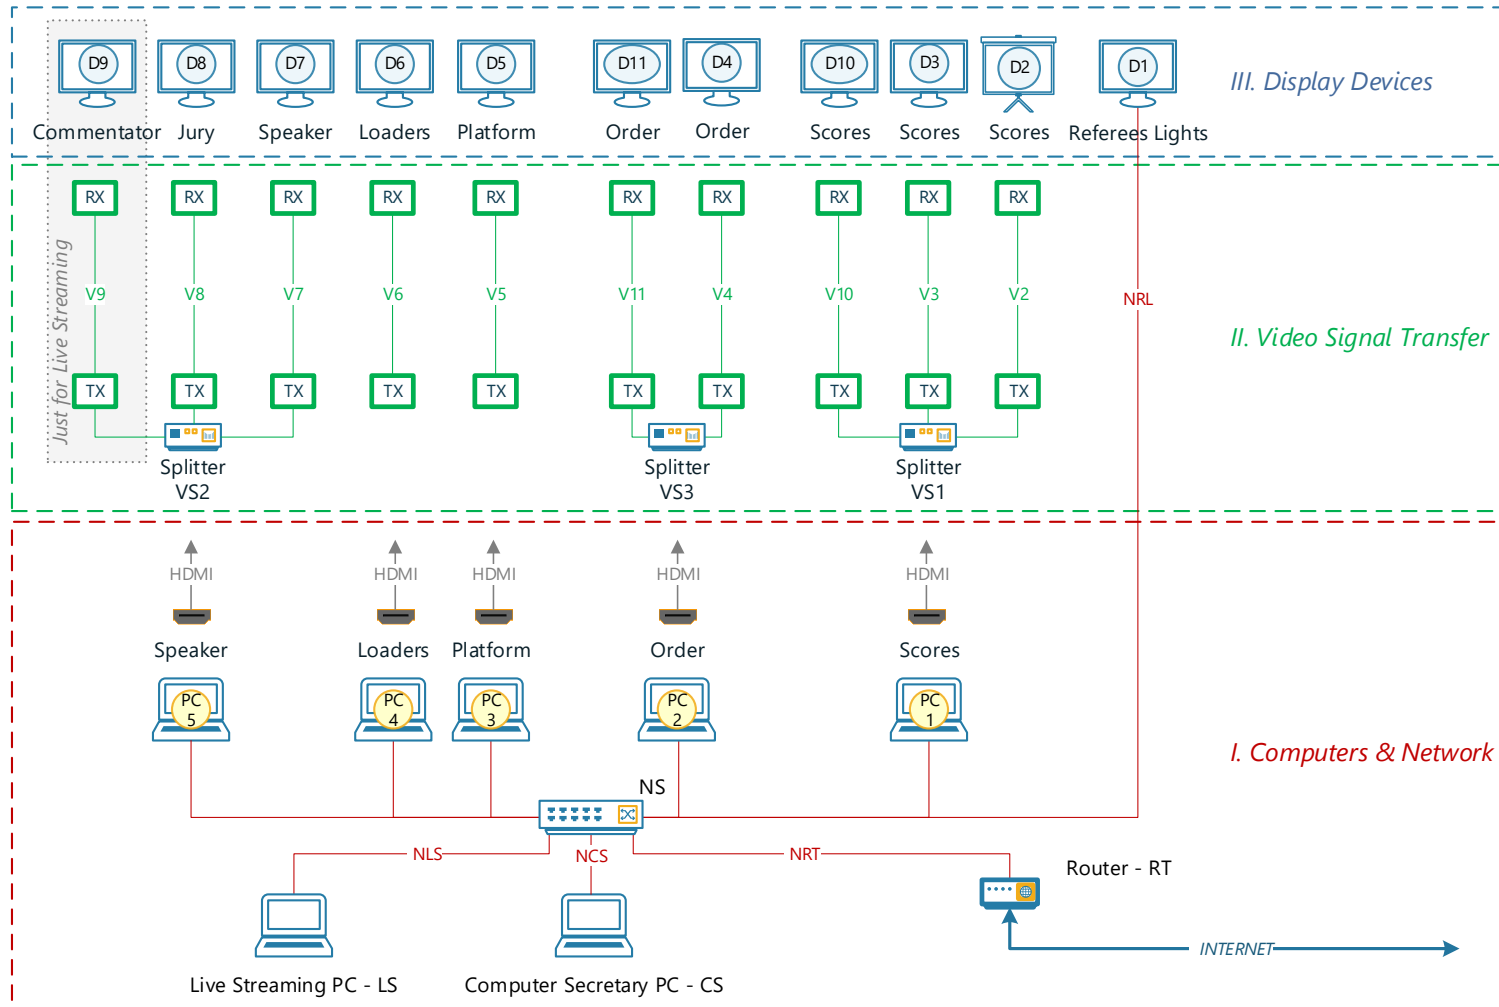 D9 D8 D7 D6 D5 D11 D4 D10 D3 D2 D1
III. Display Devices
Commentator Jury Speaker Loaders Platform Order Order Scores Scores Scores Referees Lights
RX RX RX RX RX RX RX RX RX RX
Just for Live Streaming
V9 V8 V7 V6 V5 V11 V4 V10 V3 V2 NRL
II. Video Signal Transfer
TX TX TX TX TX TX TX TX TX TX
Splitter
VS2
Splitter
VS3
Splitter
VS1
HDMI HDMI HDMI HDMI HDMI
Speaker Loaders Platform Order Scores
PC
5
PC
4
PC
3
PC
2
PC
1
I. Computers & Network
NS
NLS NCS NRT
Router - RT
INTERNET
Live Streaming PC - LS
Computer Secretary PC - CS